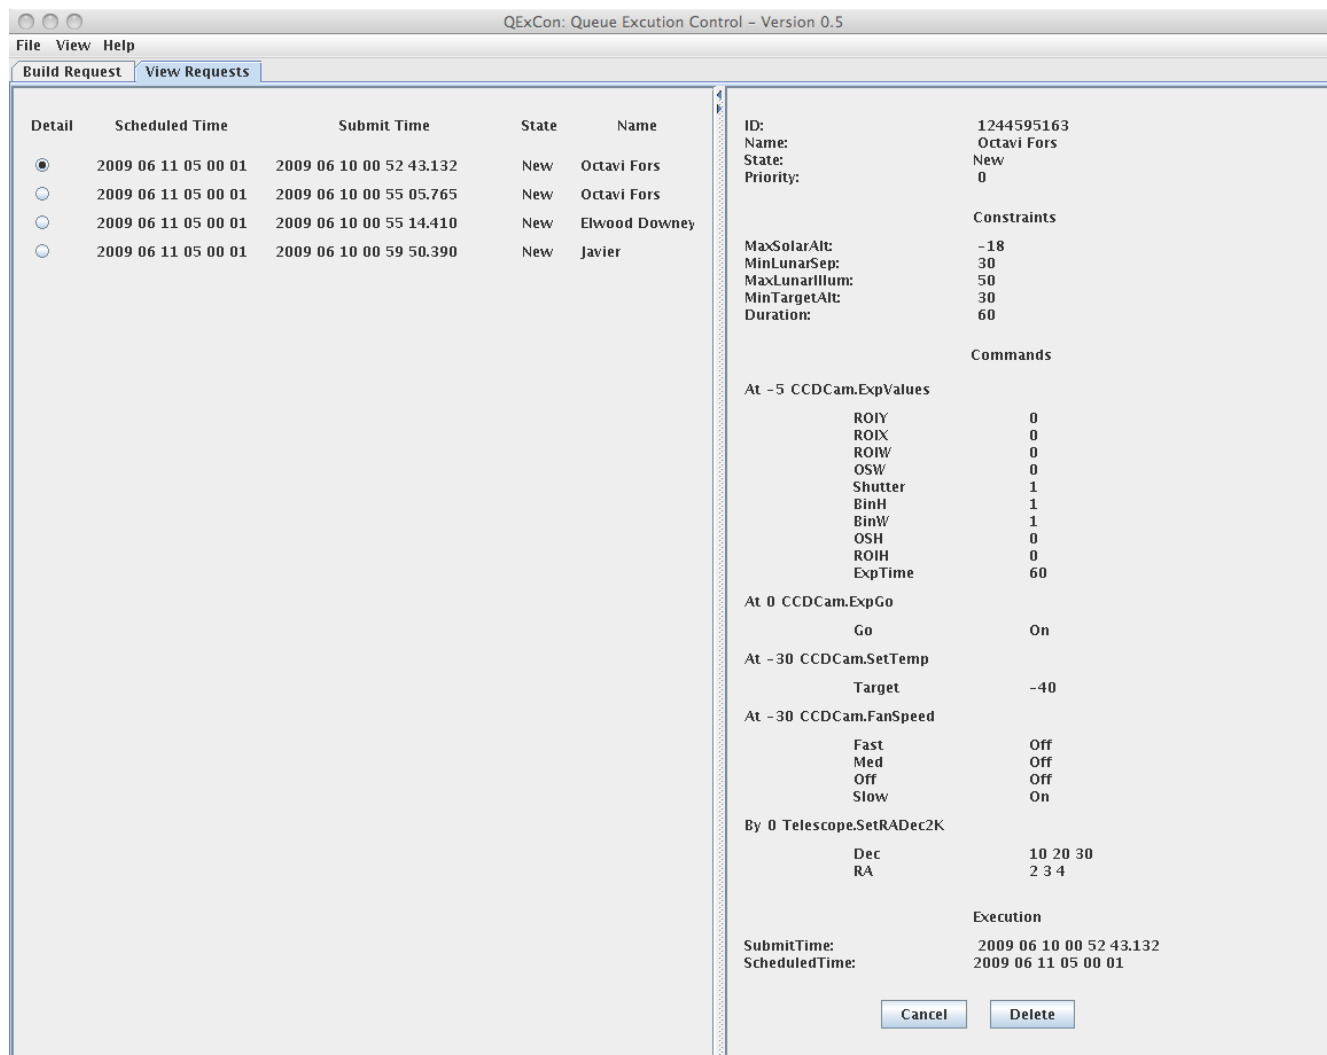 QExCon: Queue Excution Control - Version 0.5
File View Help
Build Request View Requests
Detail Scheduled Time Submit Time State Name
2009 06 11 05 00 01 2009 06 10 00 52 43.132 New Octavi Fors
2009 06 11 05 00 01 2009 06 10 00 55 05.765 New Octavi Fors
2009 06 11 05 00 01 2009 06 10 00 55 14.410 New Elwood Downey
2009 06 11 05 00 01 2009 06 10 00 59 50.390 New Javier
ID: 1244595163
Name: Octavi Fors
State: New
Priority: 0
Constraints
MaxSolarAlt: -18
MinLunarSep: 30
MaxLunarIllum: 50
MinTargetAlt: 30
Duration: 60
Commands
At -5 CCDCam.ExpValues
ROIY 0
ROIX 0
ROIW 0
OSW 0
Shutter 1
BinH 1
BinW 1
OSH 0
ROIH 0
ExpTime 60
At 0 CCDCam.ExpGo
Go On
At -30 CCDCam.SetTemp
Target -40
At -30 CCDCam.FanSpeed
Fast Off
Med Off
Off Off
Slow On
By 0 Telescope.SetRADec2K
Dec 10 20 30
RA 2 3 4
Execution
SubmitTime: 2009 06 10 00 52 43.132
ScheduledTime: 2009 06 11 05 00 01
Cancel Delete